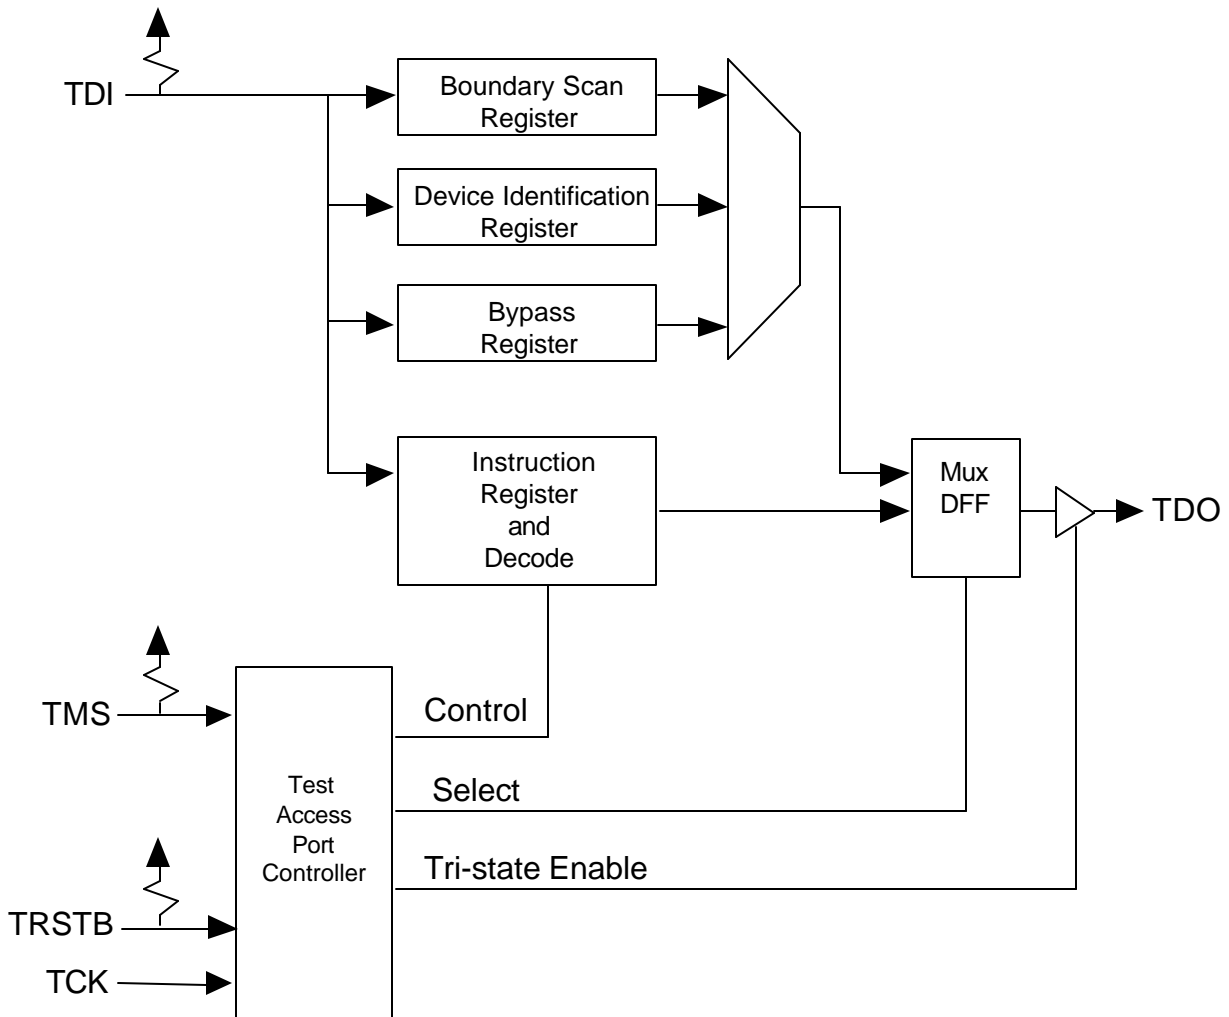 TDI
Boundary Scan
Register
Device Identification
Register
Bypass
Register
Instruction
Register
and
Decode
Mux
DFF
TDO
TMS
Control
Test
Access
Port
Controller
Select
Tri-state Enable
TRSTB
TCK